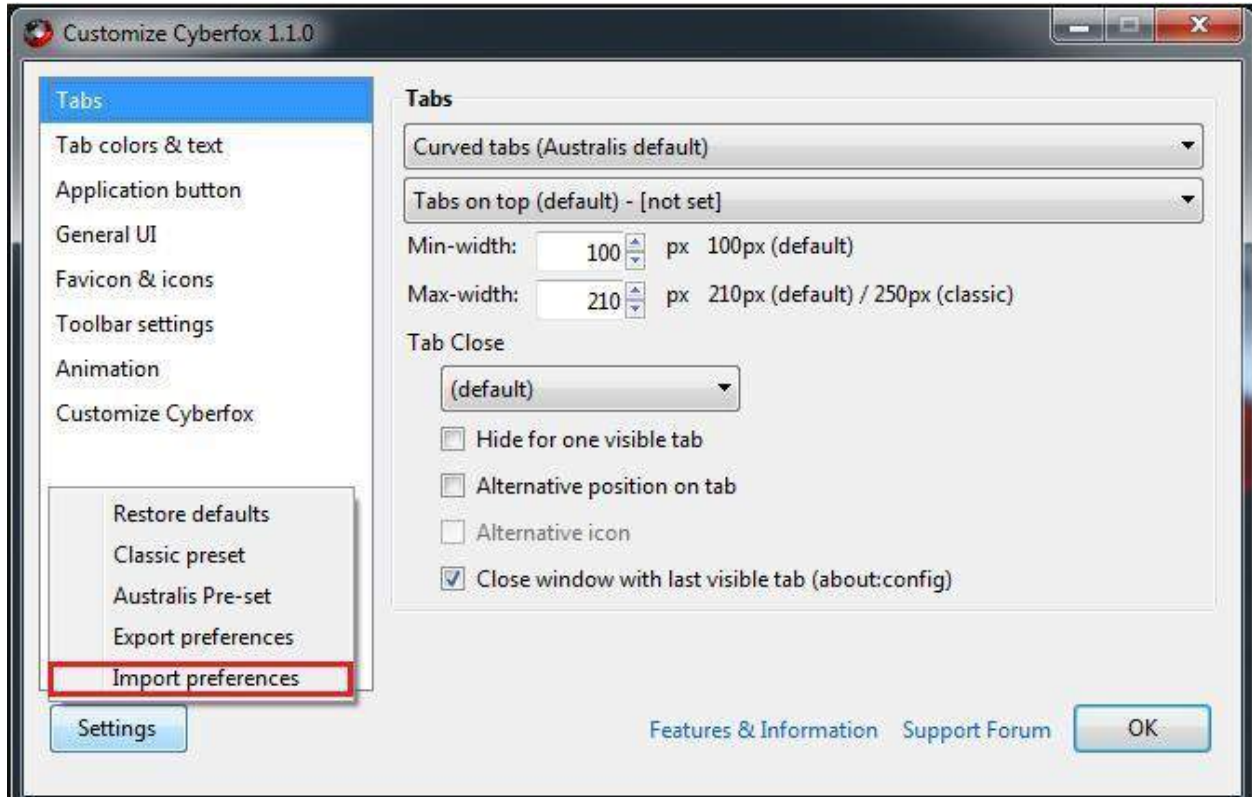 Customize Cyberfox 1.1.0
Tabs
Tab colors & text
Application button
General UI
Favicon & icons
Toolbar settings
Animation
Customize Cyberfox
Restore defaults
Classic preset
Australis Pre-set
Export preferences
Import preferences
Settings
Tabs
Curved tabs (Australis default)
Tabs on top (default) - [not set]
Min-width: 100 px 100px (default)
Max-width: 210 px 210px (default) / 250px (classic)
Tab Close
(default)
Hide for one visible tab
Alternative position on tab
Alternative icon
Close window with last visible tab (about:config)
Features & Information Support Forum OK